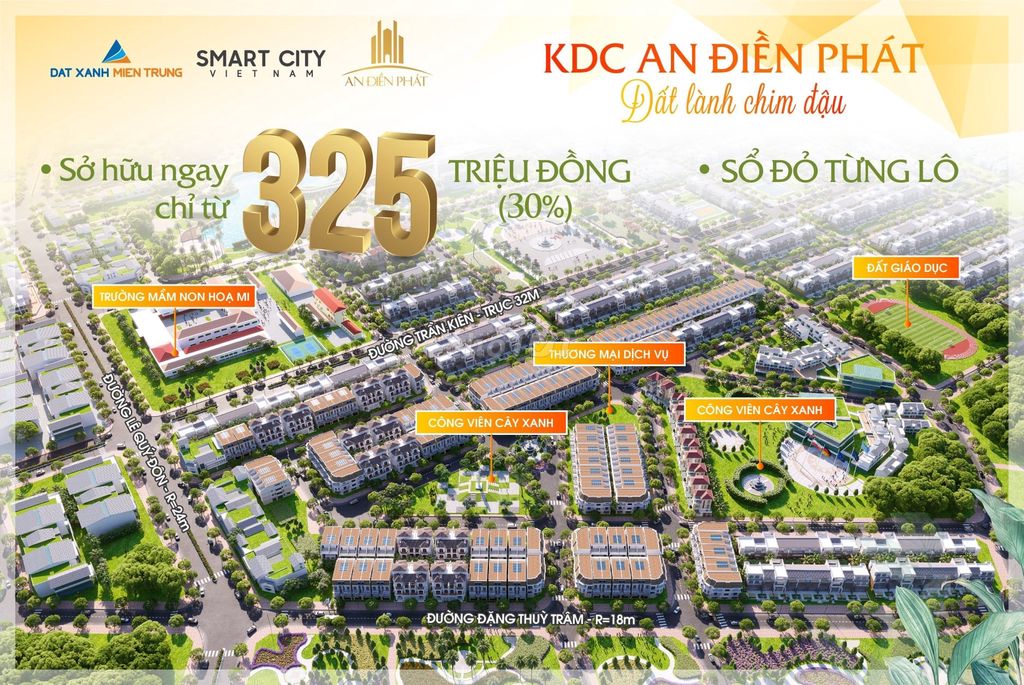 DAT XANH MIEN TRUNG
SMART CITY
VIET NAM
AN ĐIỀN PHÁT
KDC AN ĐIỀN PHÁT
Đất lành chim đậu
• Sở hữu ngay
chỉ từ
325
TRIỆU ĐỒNG
(30%)
• SỔ ĐỎ TỪNG LÔ
ĐẤT GIÁO DỤC
TRƯỜNG MẦM NON HOẠ MI
ĐƯỜNG TRẦN KIÊN - TRỤC 32M
THƯƠNG MẠI DỊCH VỤ
CÔNG VIÊN CÂY XANH
CÔNG VIÊN CÂY XANH
ĐƯỜNG LÊ QUÝ ĐÔN - R=24m
ĐƯỜNG ĐẶNG THUỲ TRÂM - R=18m